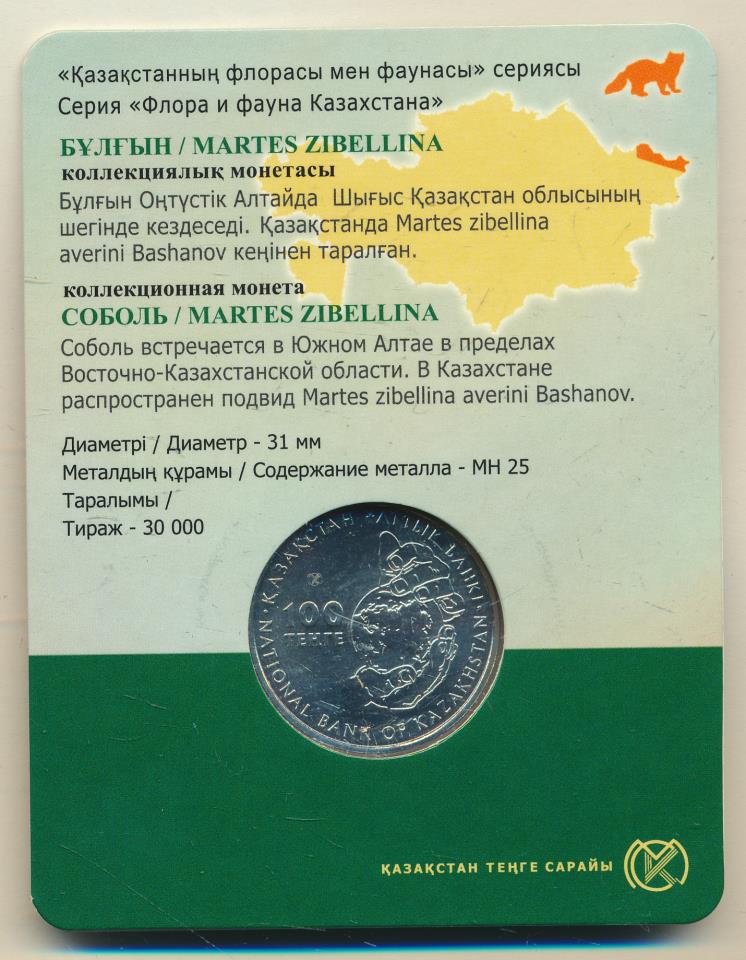 «Қазақстанның флорасы мен фаунасы» сериясы
Серия «Флора и фауна Казахстана»
БҰЛҒЫН / MARTES ZIBELLINA
коллекциялық монетасы
Бұлғын Оңтүстік Алтайда Шығыс Қазақстан облысының
шегінде кездеседі. Қазақстанда Martes zibellina
averini Bashanov кеңінен таралған.
коллекционная монета
СОБОЛЬ / MARTES ZIBELLINA
Соболь встречается в Южном Алтае в пределах
Восточно-Казахстанской области. В Казахстане
распространен подвид Martes zibellina averini Bashanov.
Диаметрі / Диаметр - 31 мм
Металдың құрамы / Содержание металла - МН 25
Таралымы /
Тираж - 30 000
ҚАЗАҚСТАН ҰЛТТЫҚ БАНКІ
100
ТЕҢГЕ
NATIONAL BANK OF KAZAKHSTAN
ҚАЗАҚСТАН ТЕҢГЕ САРАЙЫ